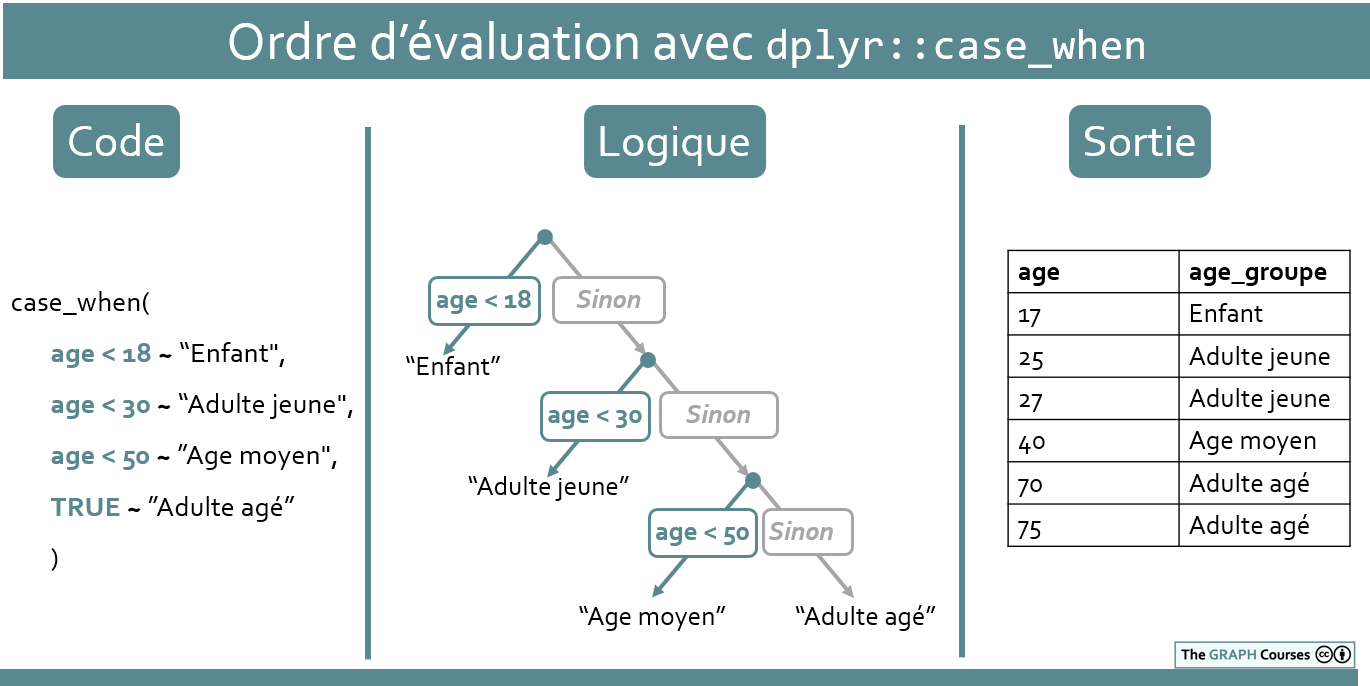 Ordre d’évaluation avec dplyr::case_when
Code
case_when(
age < 18 ~ “Enfant",
age < 30 ~ “Adulte jeune",
age < 50 ~ ”Age moyen",
TRUE ~ ”Adulte agé”
)
Logique
age < 18 Sinon
“Enfant”
age < 30 Sinon
“Adulte jeune”
age < 50 Sinon
“Age moyen” “Adulte agé”
Sortie
age age_groupe
17 Enfant
25 Adulte jeune
27 Adulte jeune
40 Age moyen
70 Adulte agé
75 Adulte agé
The GRAPH Courses cc